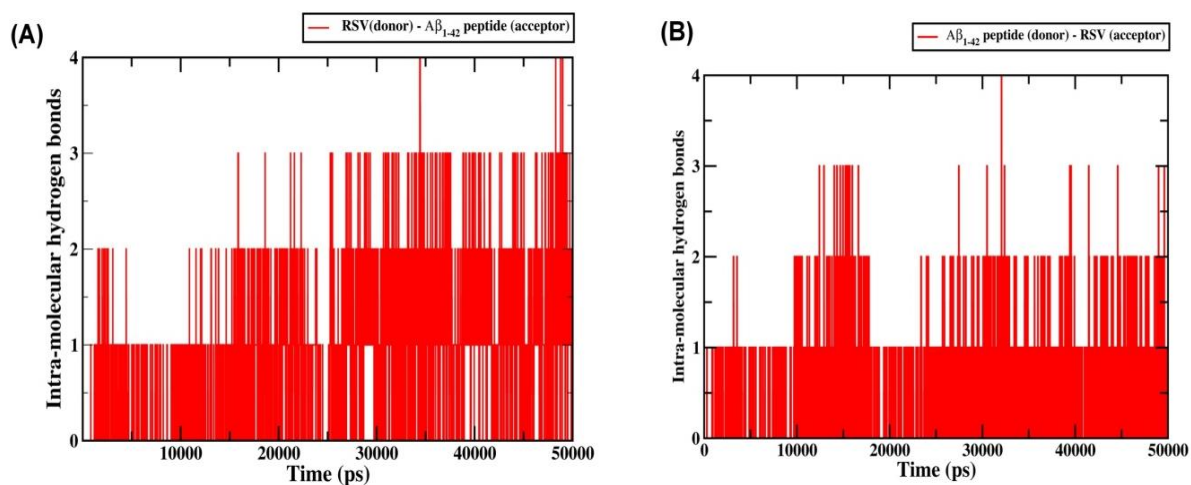 (A)
RSV(donor) - Aβ1-42 peptide (acceptor)
Intra-molecular hydrogen bonds
4
3
2
1
0
10000 20000 30000 40000 50000
Time (ps)
(B)
Aβ1-42 peptide (donor) - RSV (acceptor)
Intra-molecular hydrogen bonds
4
3
2
1
0
0 10000 20000 30000 40000 50000
Time (ps)